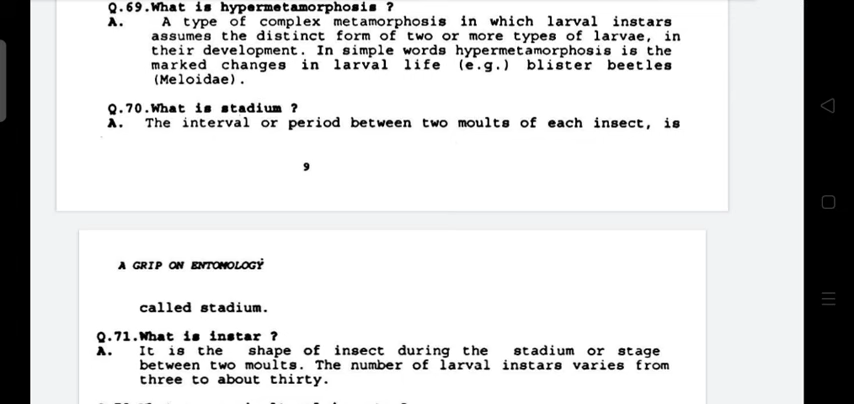 Q.69.What is hypermetamorphosis ?
A. A type of complex metamorphosis in which larval instars
assumes the distinct form of two or more types of larvae, in
their development. In simple words hypermetamorphosis is the
marked changes in larval life (e.g.) blister beetles
(Meloidae).
Q.70.What is stadium ?
A. The interval or period between two moults of each insect, is
9
A GRIP ON ENTOMOLOGY
called stadium.
Q.71.What is instar ?
A. It is the shape of insect during the stadium or stage
between two moults. The number of larval instars varies from
three to about thirty.